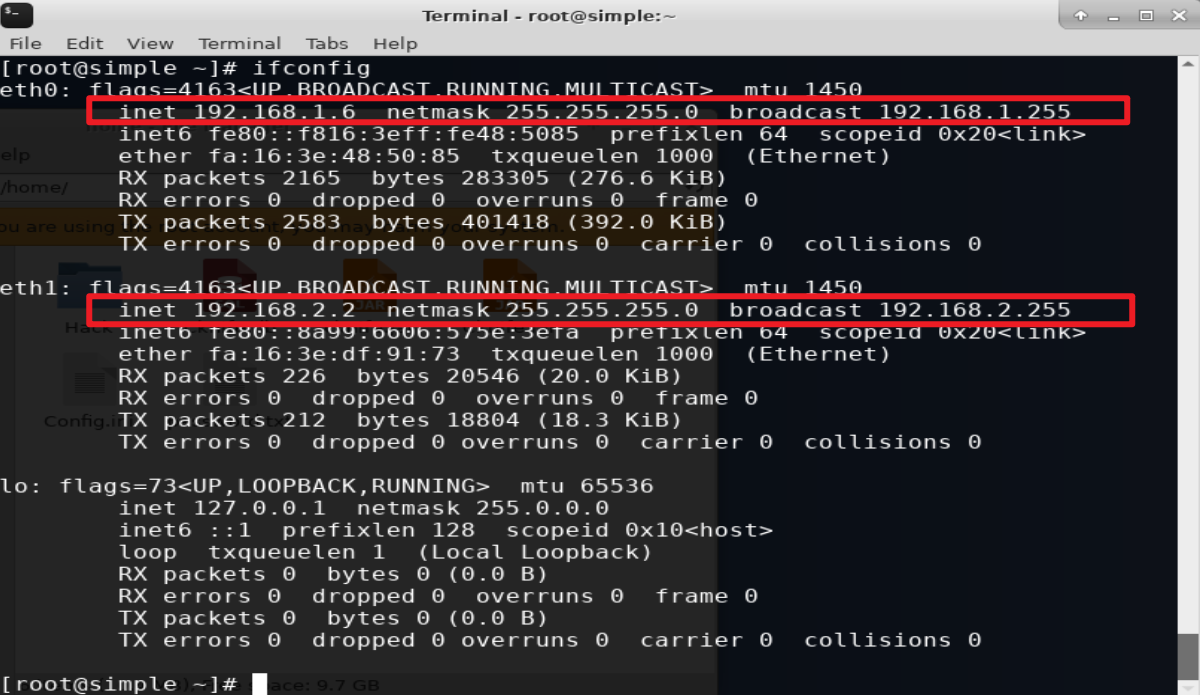 Terminal - root@simple:~
File Edit View Terminal Tabs Help
[root@simple ~]# ifconfig
eth0: flags=4163<UP,BROADCAST,RUNNING,MULTICAST>  mtu 1450
inet 192.168.1.6  netmask 255.255.255.0  broadcast 192.168.1.255
inet6 fe80::f816:3eff:fe48:5085  prefixlen 64  scopeid 0x20<link>
ether fa:16:3e:48:50:85  txqueuelen 1000  (Ethernet)
RX packets 2165  bytes 283305 (276.6 KiB)
RX errors 0  dropped 0  overruns 0  frame 0
TX packets 2583  bytes 401418 (392.0 KiB)
TX errors 0  dropped 0 overruns 0  carrier 0  collisions 0
eth1: flags=4163<UP,BROADCAST,RUNNING,MULTICAST>  mtu 1450
inet 192.168.2.2  netmask 255.255.255.0  broadcast 192.168.2.255
inet6 fe80::8a99:6606:575e:3efa  prefixlen 64  scopeid 0x20<link>
ether fa:16:3e:df:91:73  txqueuelen 1000  (Ethernet)
RX packets 226  bytes 20546 (20.0 KiB)
RX errors 0  dropped 0  overruns 0  frame 0
TX packets 212  bytes 18804 (18.3 KiB)
TX errors 0  dropped 0 overruns 0  carrier 0  collisions 0
lo: flags=73<UP,LOOPBACK,RUNNING>  mtu 65536
inet 127.0.0.1  netmask 255.0.0.0
inet6 ::1  prefixlen 128  scopeid 0x10<host>
loop  txqueuelen 1  (Local Loopback)
RX packets 0  bytes 0 (0.0 B)
RX errors 0  dropped 0  overruns 0  frame 0
TX packets 0  bytes 0 (0.0 B)
TX errors 0  dropped 0 overruns 0  carrier 0  collisions 0
[root@simple ~]#